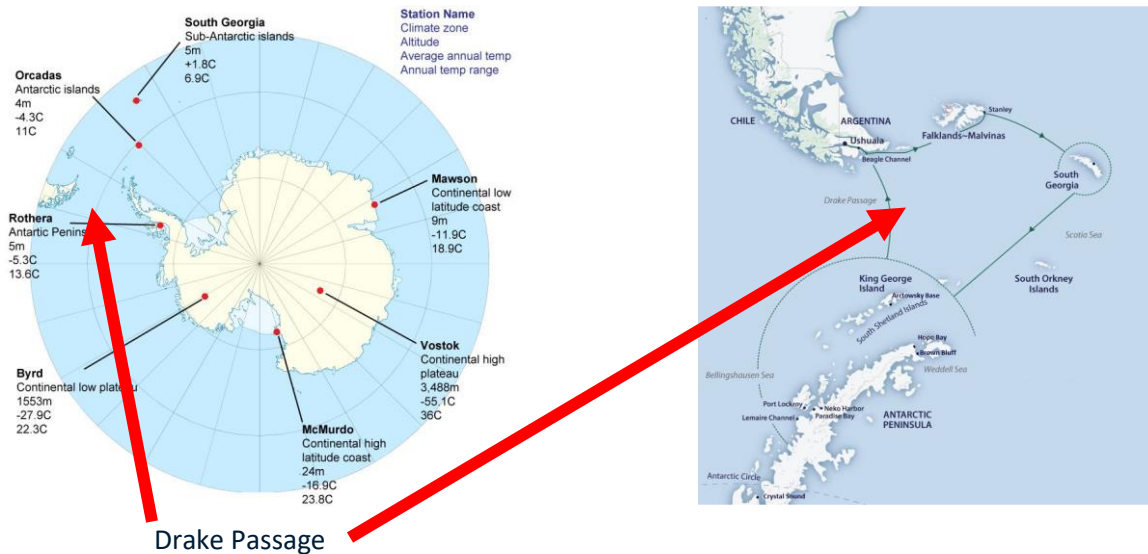 South Georgia
Sub-Antarctic islands
5m
+1.8C
6.9C
Station Name
Climate zone
Altitude
Average annual temp
Annual temp range
Orcadas
Antarctic islands
4m
-4.3C
11C
Mawson
Continental low
latitude coast
9m
-11.9C
18.9C
Rothera
Antartic Penins
5m
-5.3C
13.6C
Byrd
Continental low plateau
1553m
-27.9C
22.3C
Vostok
Continental high
plateau
3,488m
-55,1C
36C
McMurdo
Continental high
latitude coast
24m
-16.9C
23.8C
Drake Passage
CHILE
ARGENTINA
Ushuala
Beagle Channel
Stanley
Falklands~Malvinas
South
Georgia
Drake Passage
Scotia Sea
King George
Island
Arctowsky Base
South Shetland Islands
South Orkney
Islands
Hope Bay
Brown Bluff
Weddell Sea
Bellingshausen Sea
Port Lockroy
Neko Harbor
Lemaire Channel
Paradise Bay
ANTARCTIC
PENINSULA
Antarctic Circle
Crystal Sound